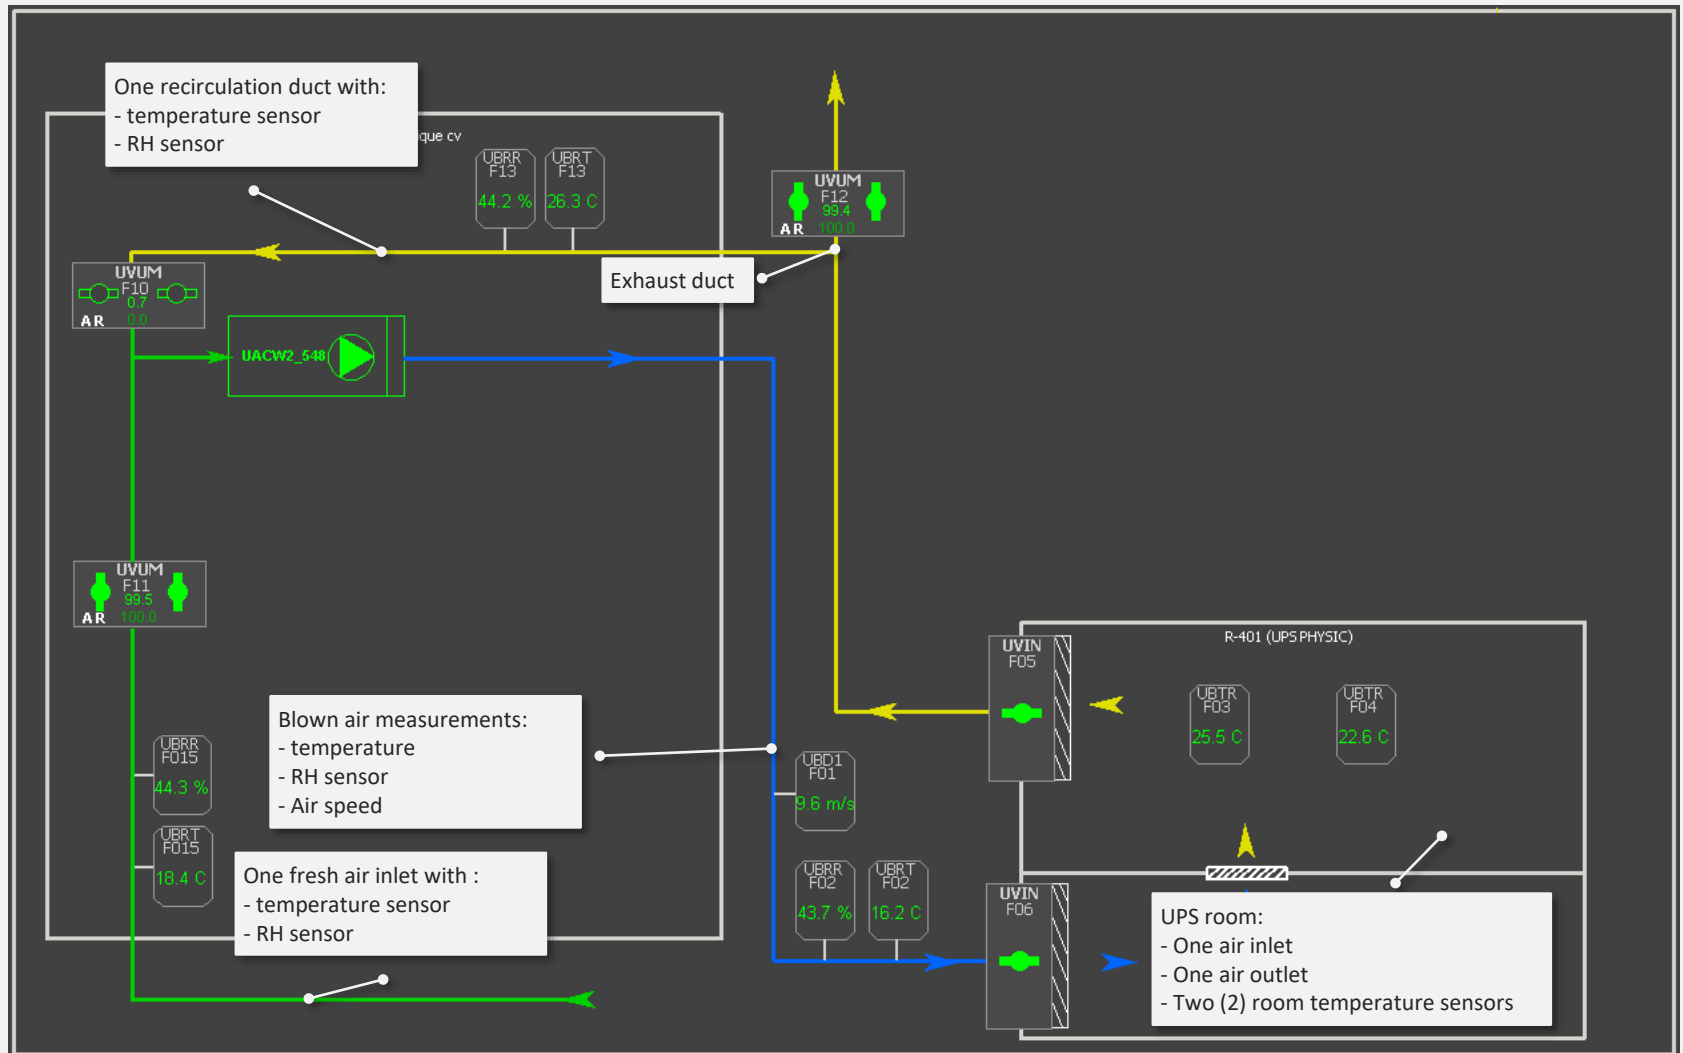 One recirculation duct with:
- temperature sensor
- RH sensor
que cv
UBRR
F13
44.2 %
UBRT
F13
26.3 C
UVUM
F12
99.4
100.0
AR
Exhaust duct
UVUM
F10
0.7
0.0
AR
UACW2_548
UVUM
F11
99.5
100.0
AR
R-401 (UPS PHYSIC)
UVIN
F05
UBTR
F03
25.5 C
UBTR
F04
22.6 C
Blown air measurements:
- temperature
- RH sensor
- Air speed
UBRR
F015
44.3 %
UBD1
F01
9.6 m/s
UBRT
F015
18.4 C
One fresh air inlet with :
- temperature sensor
- RH sensor
UBRR
F02
43.7 %
UBRT
F02
16.2 C
UVIN
F06
UPS room:
- One air inlet
- One air outlet
- Two (2) room temperature sensors